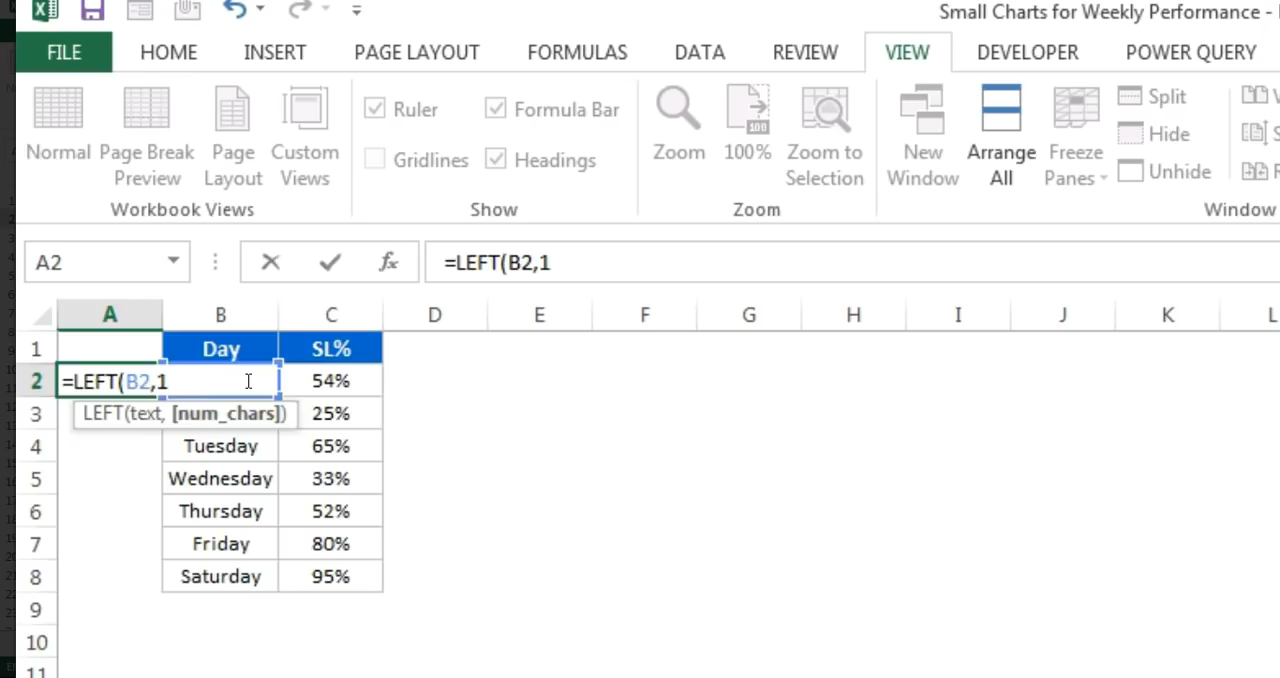 Small Charts for Weekly Performance -
FILE HOME INSERT PAGE LAYOUT FORMULAS DATA REVIEW VIEW DEVELOPER POWER QUERY
Ruler Formula Bar
Gridlines Headings
Normal Page Break Preview Page Layout Custom Views
Zoom 100% Zoom to Selection
New Window Arrange All Freeze Panes
Split
Hide
Unhide
Workbook Views Show Zoom Window
A2 fx =LEFT(B2,1
A B C D E F G H I J K L
1 Day SL%
2 =LEFT(B2,1 54%
3 LEFT(text, [num_chars]) 25%
4 Tuesday 65%
5 Wednesday 33%
6 Thursday 52%
7 Friday 80%
8 Saturday 95%
9
10
11